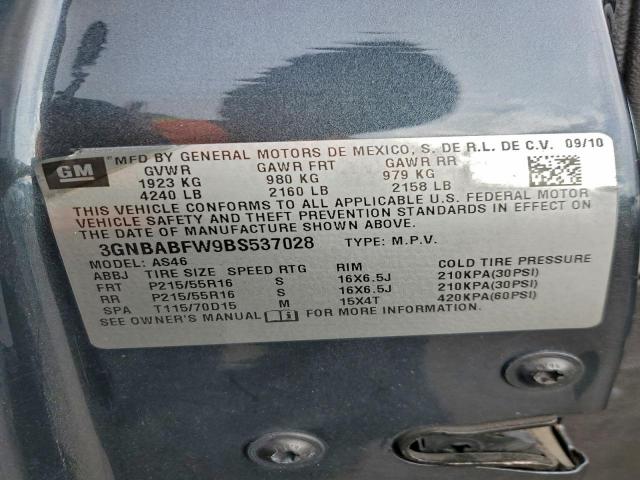 GM MFD BY GENERAL MOTORS DE MEXICO, S. DE R.L. DE C.V. 09/10
GVWR GAWR FRT GAWR RR
1923 KG 980 KG 979 KG
4240 LB 2160 LB 2158 LB
THIS VEHICLE CONFORMS TO ALL APPLICABLE U.S. FEDERAL MOTOR
VEHICLE SAFETY AND THEFT PREVENTION STANDARDS IN EFFECT ON
THE DATE OF MANUFACTURE SHOWN ABOVE.
3GNBABFW9BS537028 TYPE: M.P.V.
MODEL: AS46
ABBJ TIRE SIZE SPEED RTG RIM COLD TIRE PRESSURE
FRT P215/55R16 S 16X6.5J 210KPA(30PSI)
RR P215/55R16 S 16X6.5J 210KPA(30PSI)
SPA T115/70D15 M 15X4T 420KPA(60PSI)
SEE OWNER'S MANUAL FOR MORE INFORMATION.